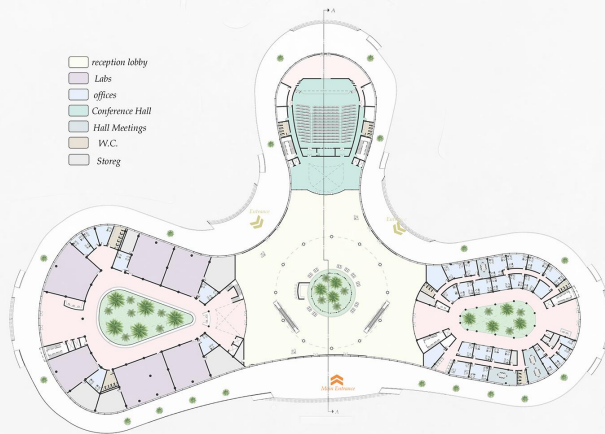 A
reception lobby
Labs
offices
Conference Hall
Hall Meetings
W.C.
Storeg
Entrance
Main Entrance
A